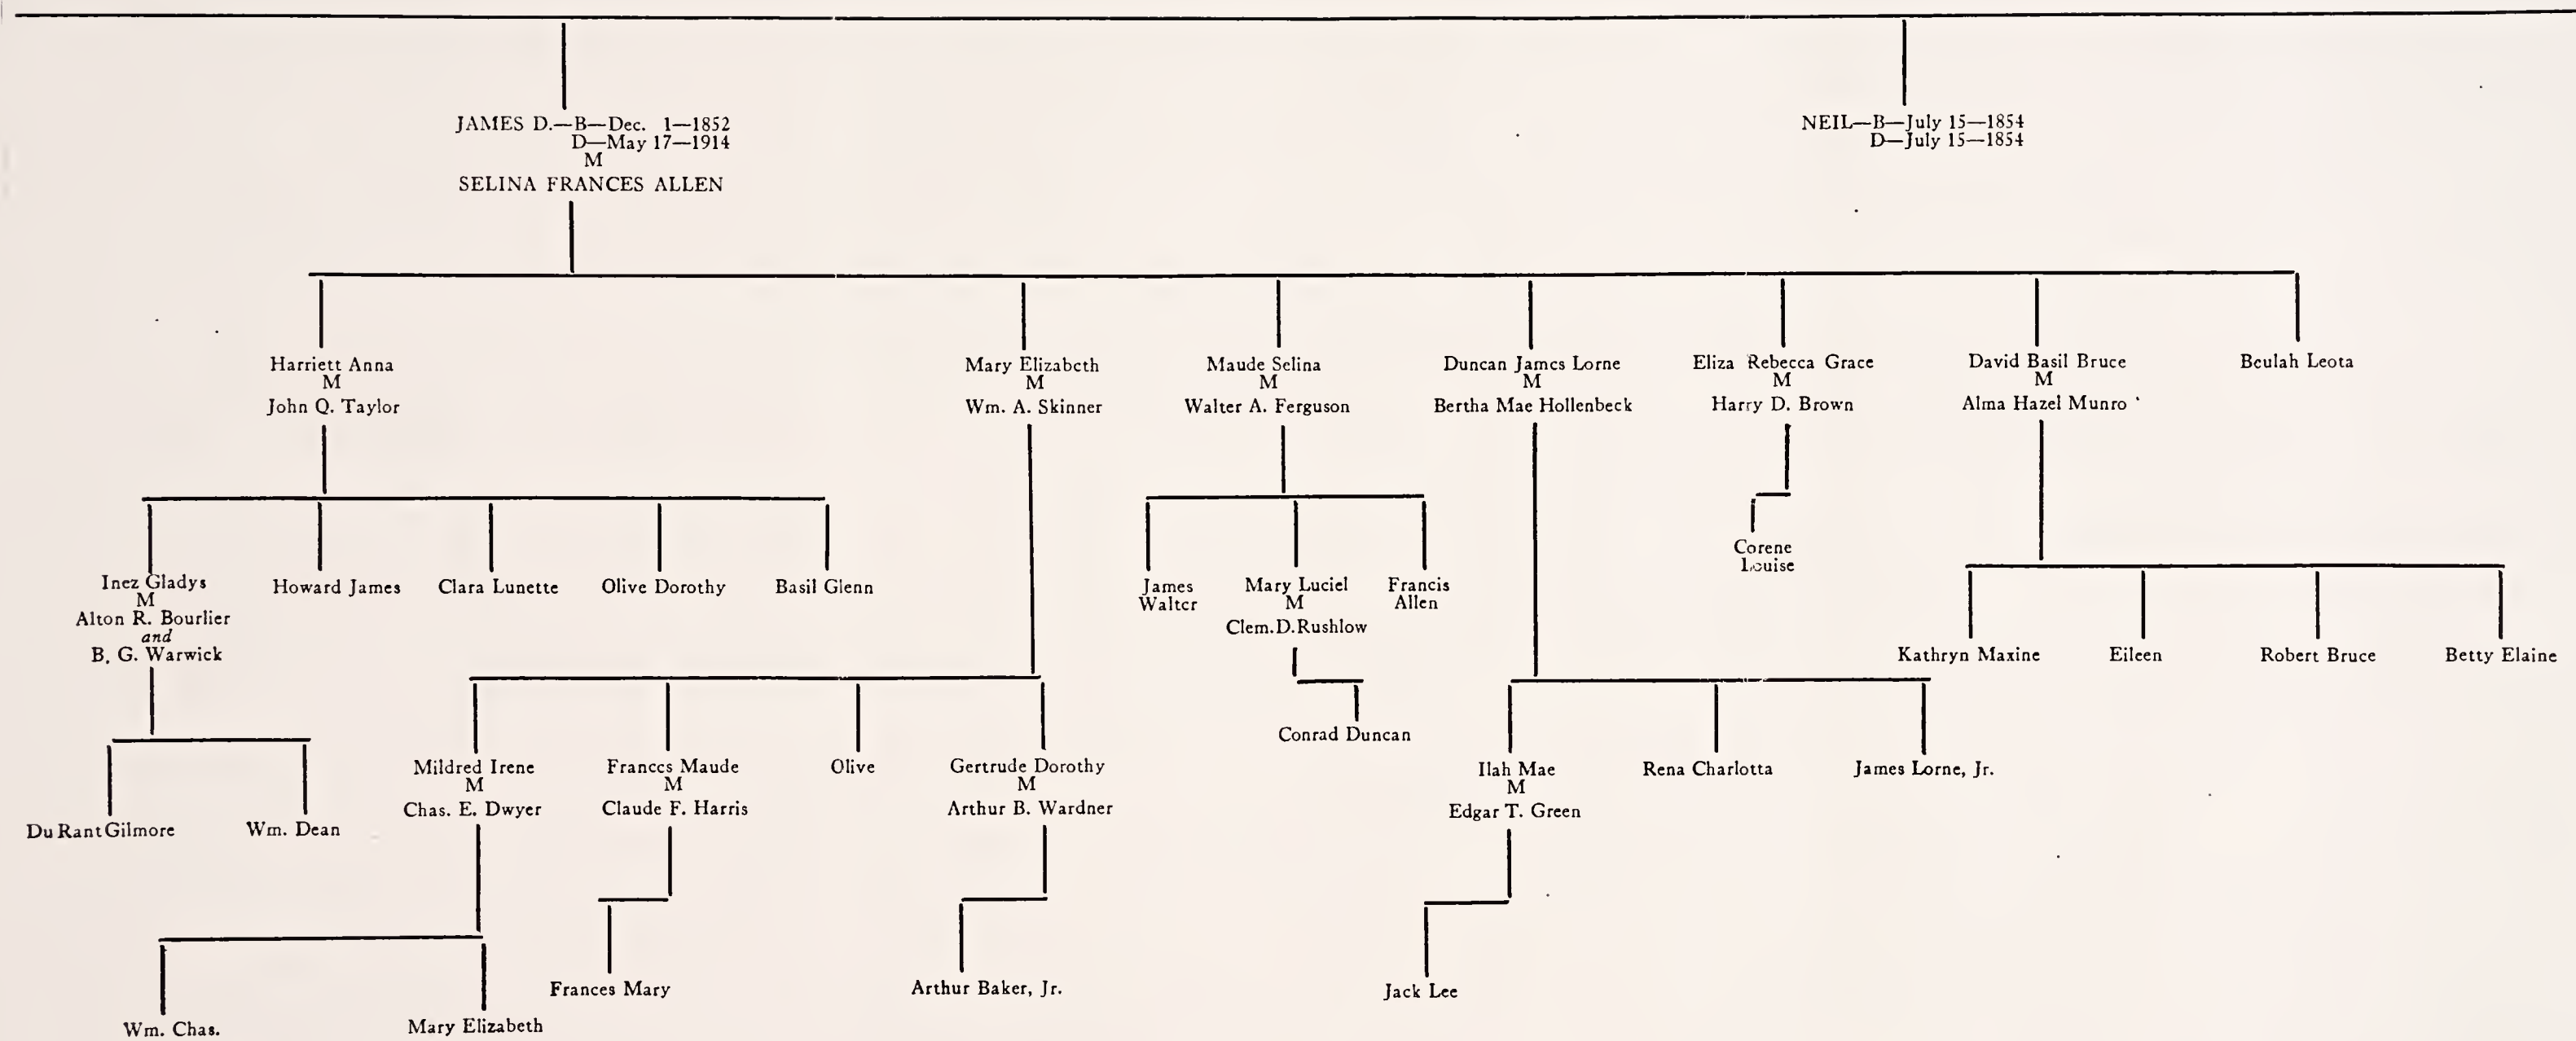 JAMES D.—B—Dec. 1—1852
D—May 17—1914
M
SELINA FRANCES ALLEN
NEIL—B—July 15—1854
D—July 15—1854
Harriett Anna
M
John Q. Taylor
Mary Elizabeth
M
Wm. A. Skinner
Maude Selina
M
Walter A. Ferguson
Duncan James Lorne
M
Bertha Mae Hollenbeck
Eliza Rebecca Grace
M
Harry D. Brown
David Basil Bruce
M
Alma Hazel Munro
Beulah Leota
Inez Gladys
M
Alton R. Bourlier
and
B. G. Warwick
Howard James
Clara Lunette
Olive Dorothy
Basil Glenn
James
Walter
Mary Luciel
M
Clem.D.Rushlow
Francis
Allen
Corene
Louise
Kathryn Maxine
Eileen
Robert Bruce
Betty Elaine
Conrad Duncan
Mildred Irene
M
Chas. E. Dwyer
Frances Maude
M
Claude F. Harris
Olive
Gertrude Dorothy
M
Arthur B. Wardner
Ilah Mae
M
Edgar T. Green
Rena Charlotta
James Lorne, Jr.
Du Rant Gilmore
Wm. Dean
Frances Mary
Arthur Baker, Jr.
Jack Lee
Wm. Chas.
Mary Elizabeth